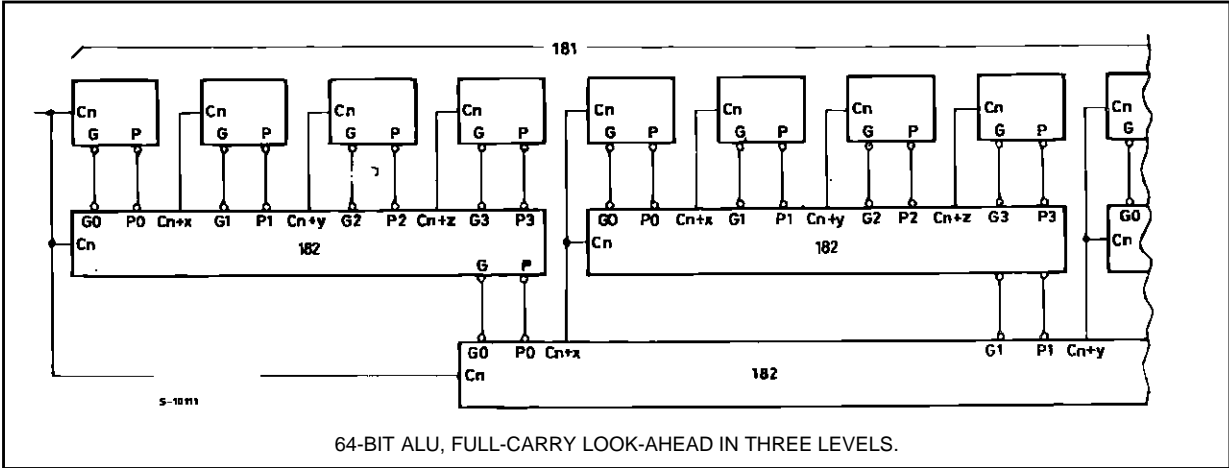 181
Cn Cn Cn Cn Cn Cn Cn Cn Cn
G P G P G P G P G P G P G P G P G
G0 P0 Cn+x G1 P1 Cn+y G2 P2 Cn+z G3 P3 G0 P0 Cn+x G1 P1 Cn+y G2 P2 Cn+z G3 P3 G0
Cn 182 Cn 182 Cn
G P
G0 P0 Cn+x G1 P1 Cn+y
Cn 182
S-10111
64-BIT ALU, FULL-CARRY LOOK-AHEAD IN THREE LEVELS.